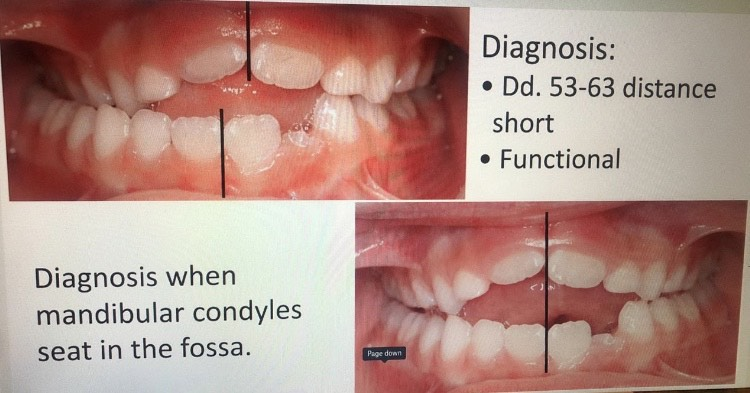 Diagnosis:
• Dd. 53-63 distance
short
• Functional
Diagnosis when
mandibular condyles
seat in the fossa.
Page down